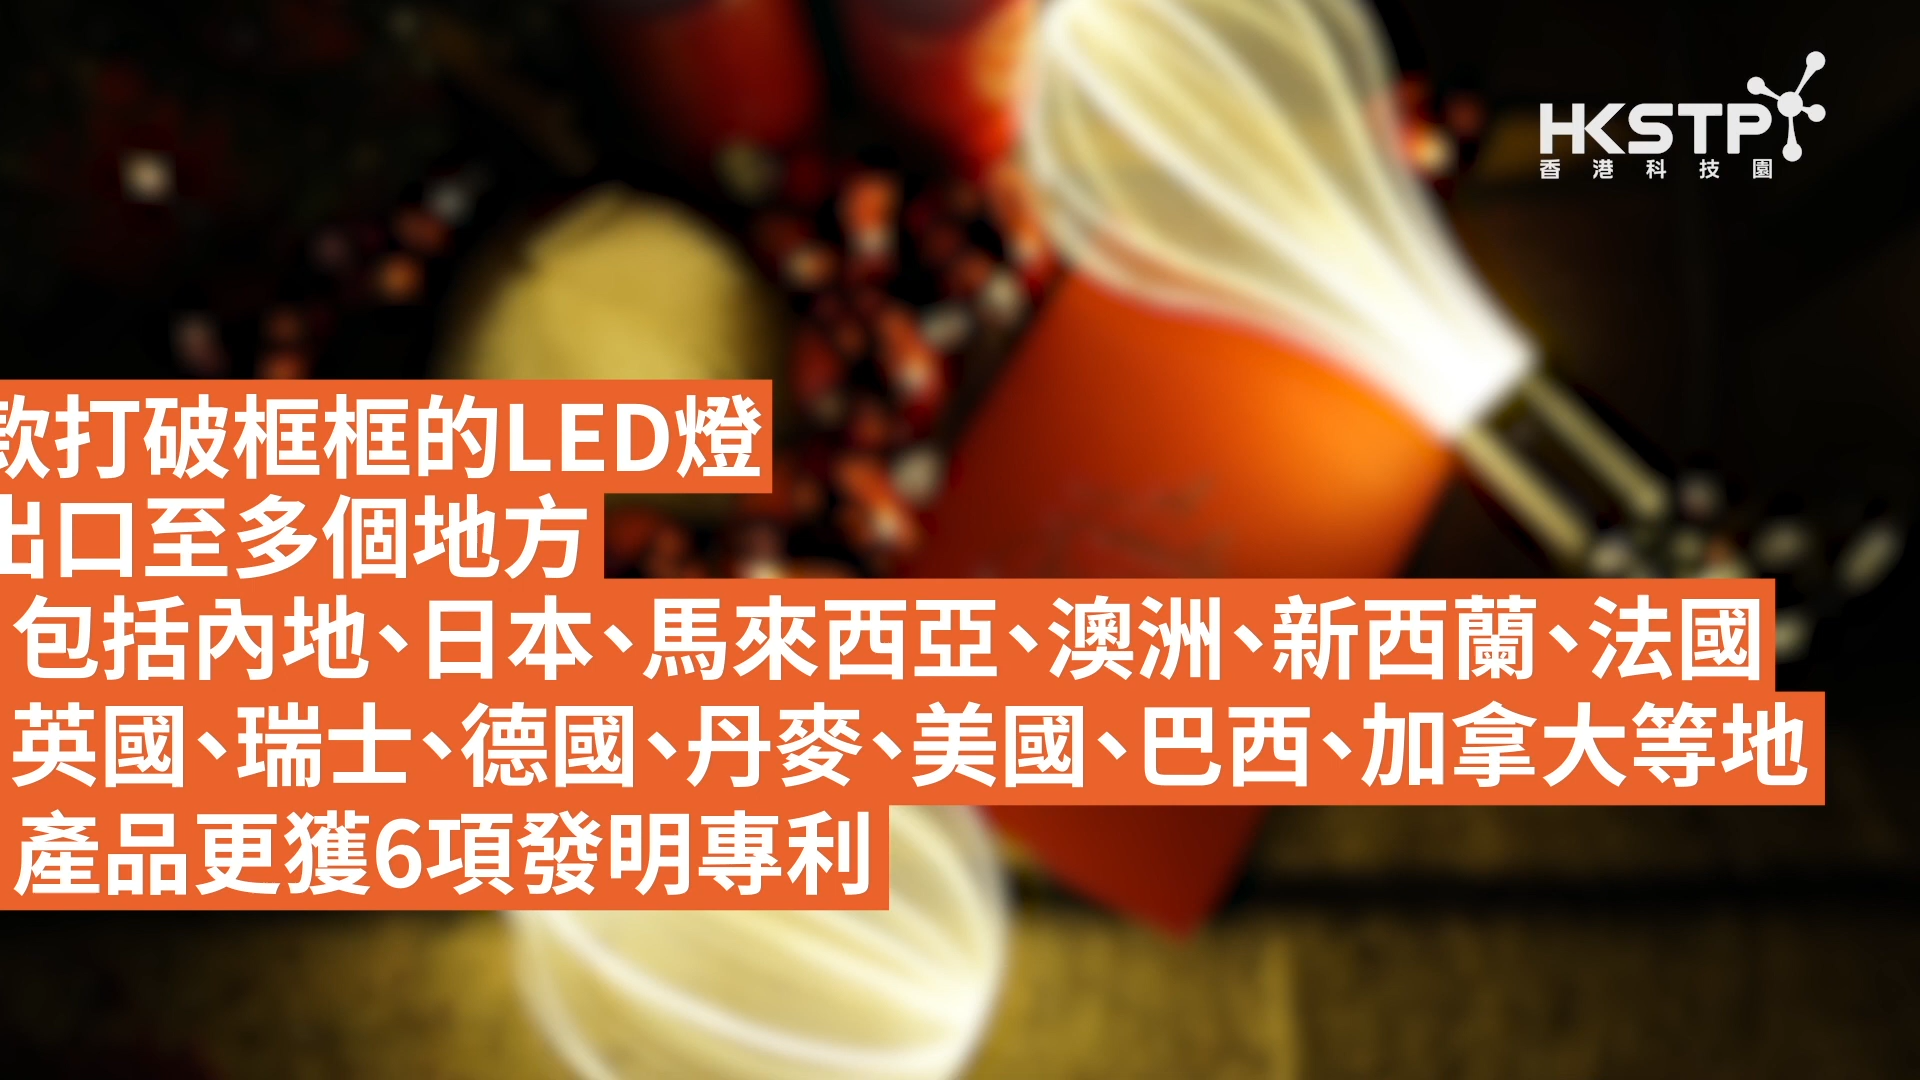 HKSTP
香港科技園
款打破框框的LED燈
出口至多個地方
包括內地、日本、馬來西亞、澳洲、新西蘭、法國
英國、瑞士、德國、丹麥、美國、巴西、加拿大等地
產品更獲6項發明專利